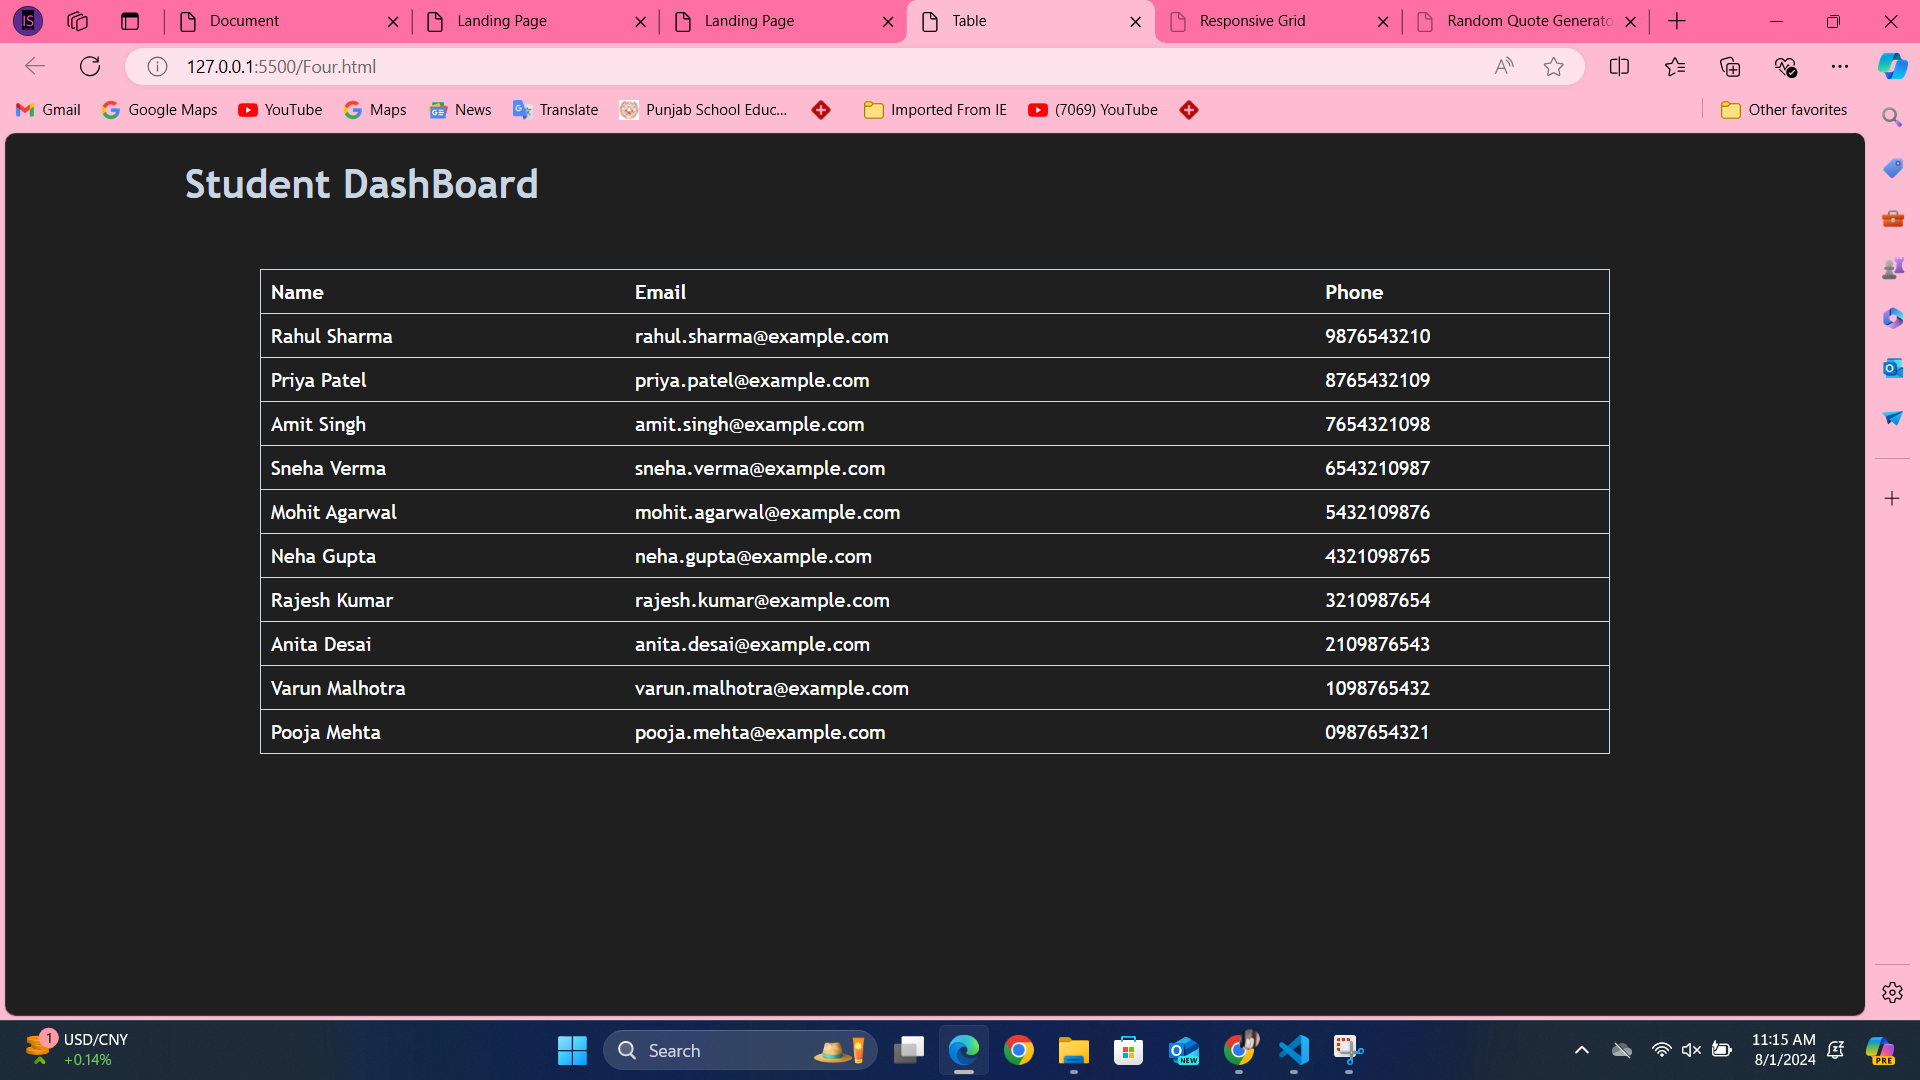 IS
Document
Landing Page
Landing Page
Table
Responsive Grid
Random Quote Generato
127.0.0.1:5500/Four.html
Gmail
Google Maps
YouTube
Maps
News
Translate
Punjab School Educ...
Imported From IE
(7069) YouTube
Other favorites
Student DashBoard
Name Email Phone
Rahul Sharma rahul.sharma@example.com 9876543210
Priya Patel priya.patel@example.com 8765432109
Amit Singh amit.singh@example.com 7654321098
Sneha Verma sneha.verma@example.com 6543210987
Mohit Agarwal mohit.agarwal@example.com 5432109876
Neha Gupta neha.gupta@example.com 4321098765
Rajesh Kumar rajesh.kumar@example.com 3210987654
Anita Desai anita.desai@example.com 2109876543
Varun Malhotra varun.malhotra@example.com 1098765432
Pooja Mehta pooja.mehta@example.com 0987654321
1
USD/CNY
+0.14%
Search
NEW
11:15 AM
8/1/2024
PRE